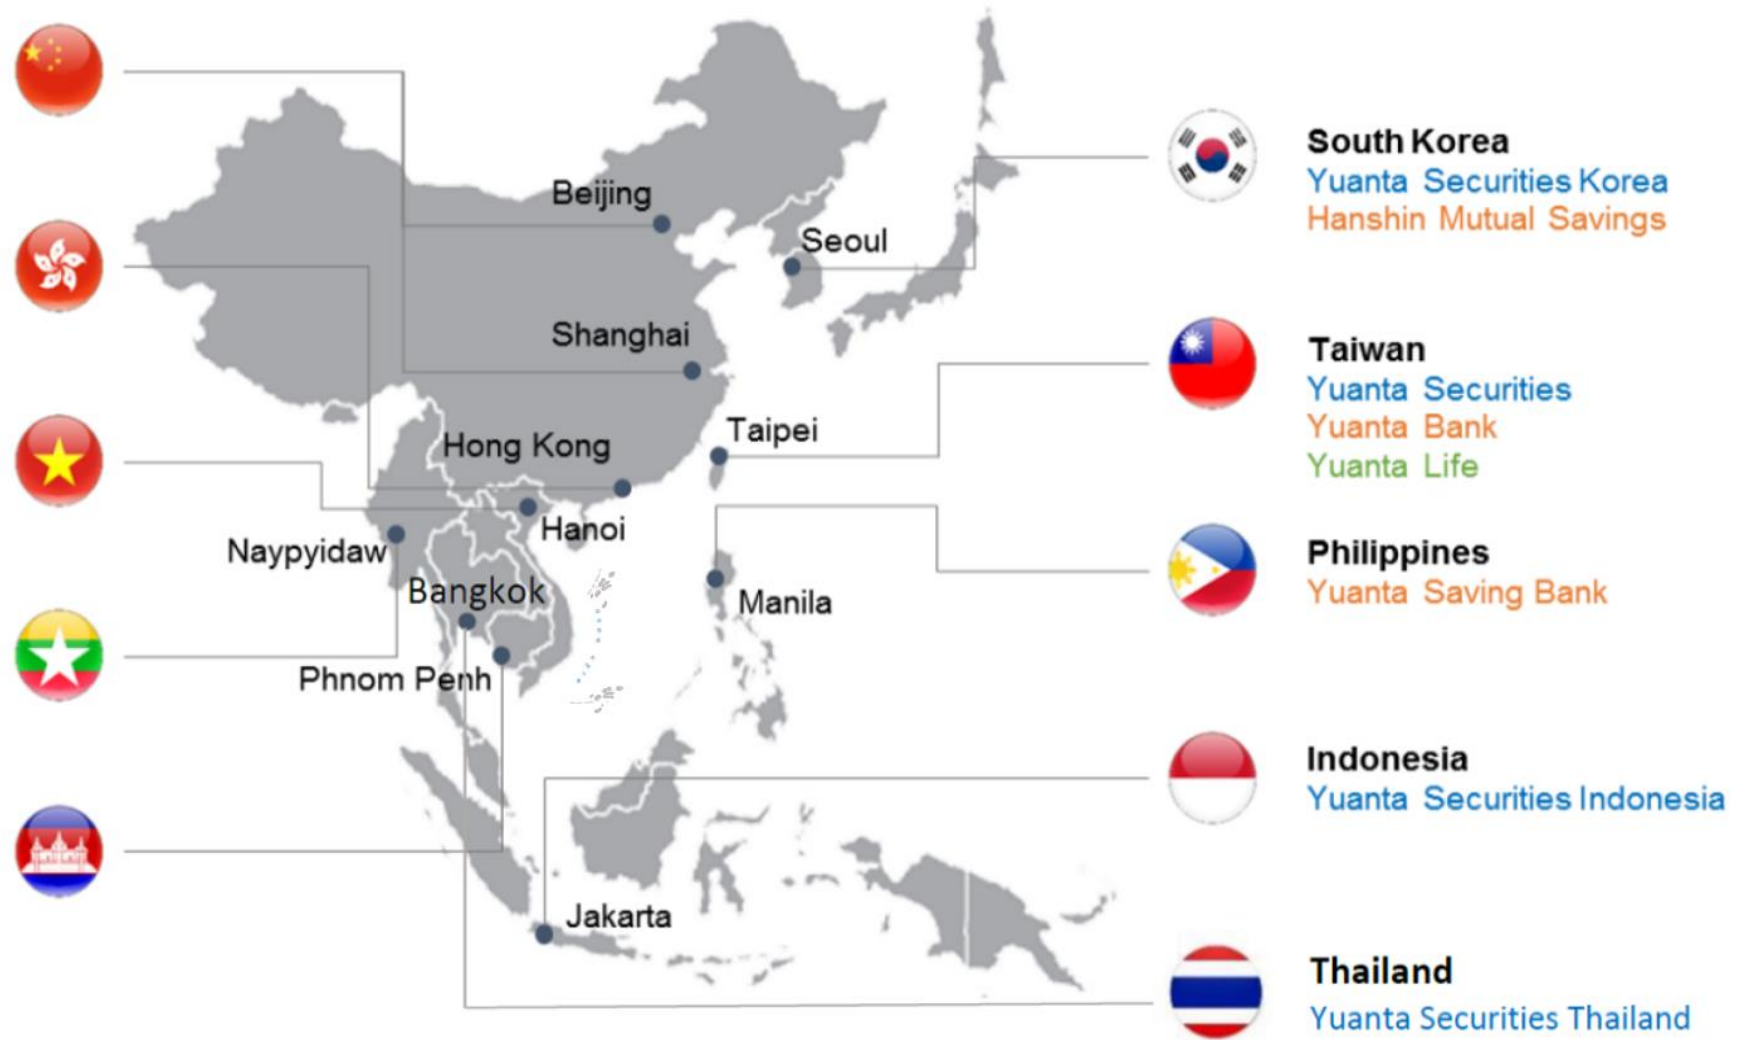 Beijing
Seoul
Shanghai
Taipei
Hong Kong
Hanoi
Naypyidaw
Bangkok
Manila
Phnom Penh
Jakarta
South Korea
Yuanta Securities Korea
Hanshin Mutual Savings
Taiwan
Yuanta Securities
Yuanta Bank
Yuanta Life
Philippines
Yuanta Saving Bank
Indonesia
Yuanta Securities Indonesia
Thailand
Yuanta Securities Thailand